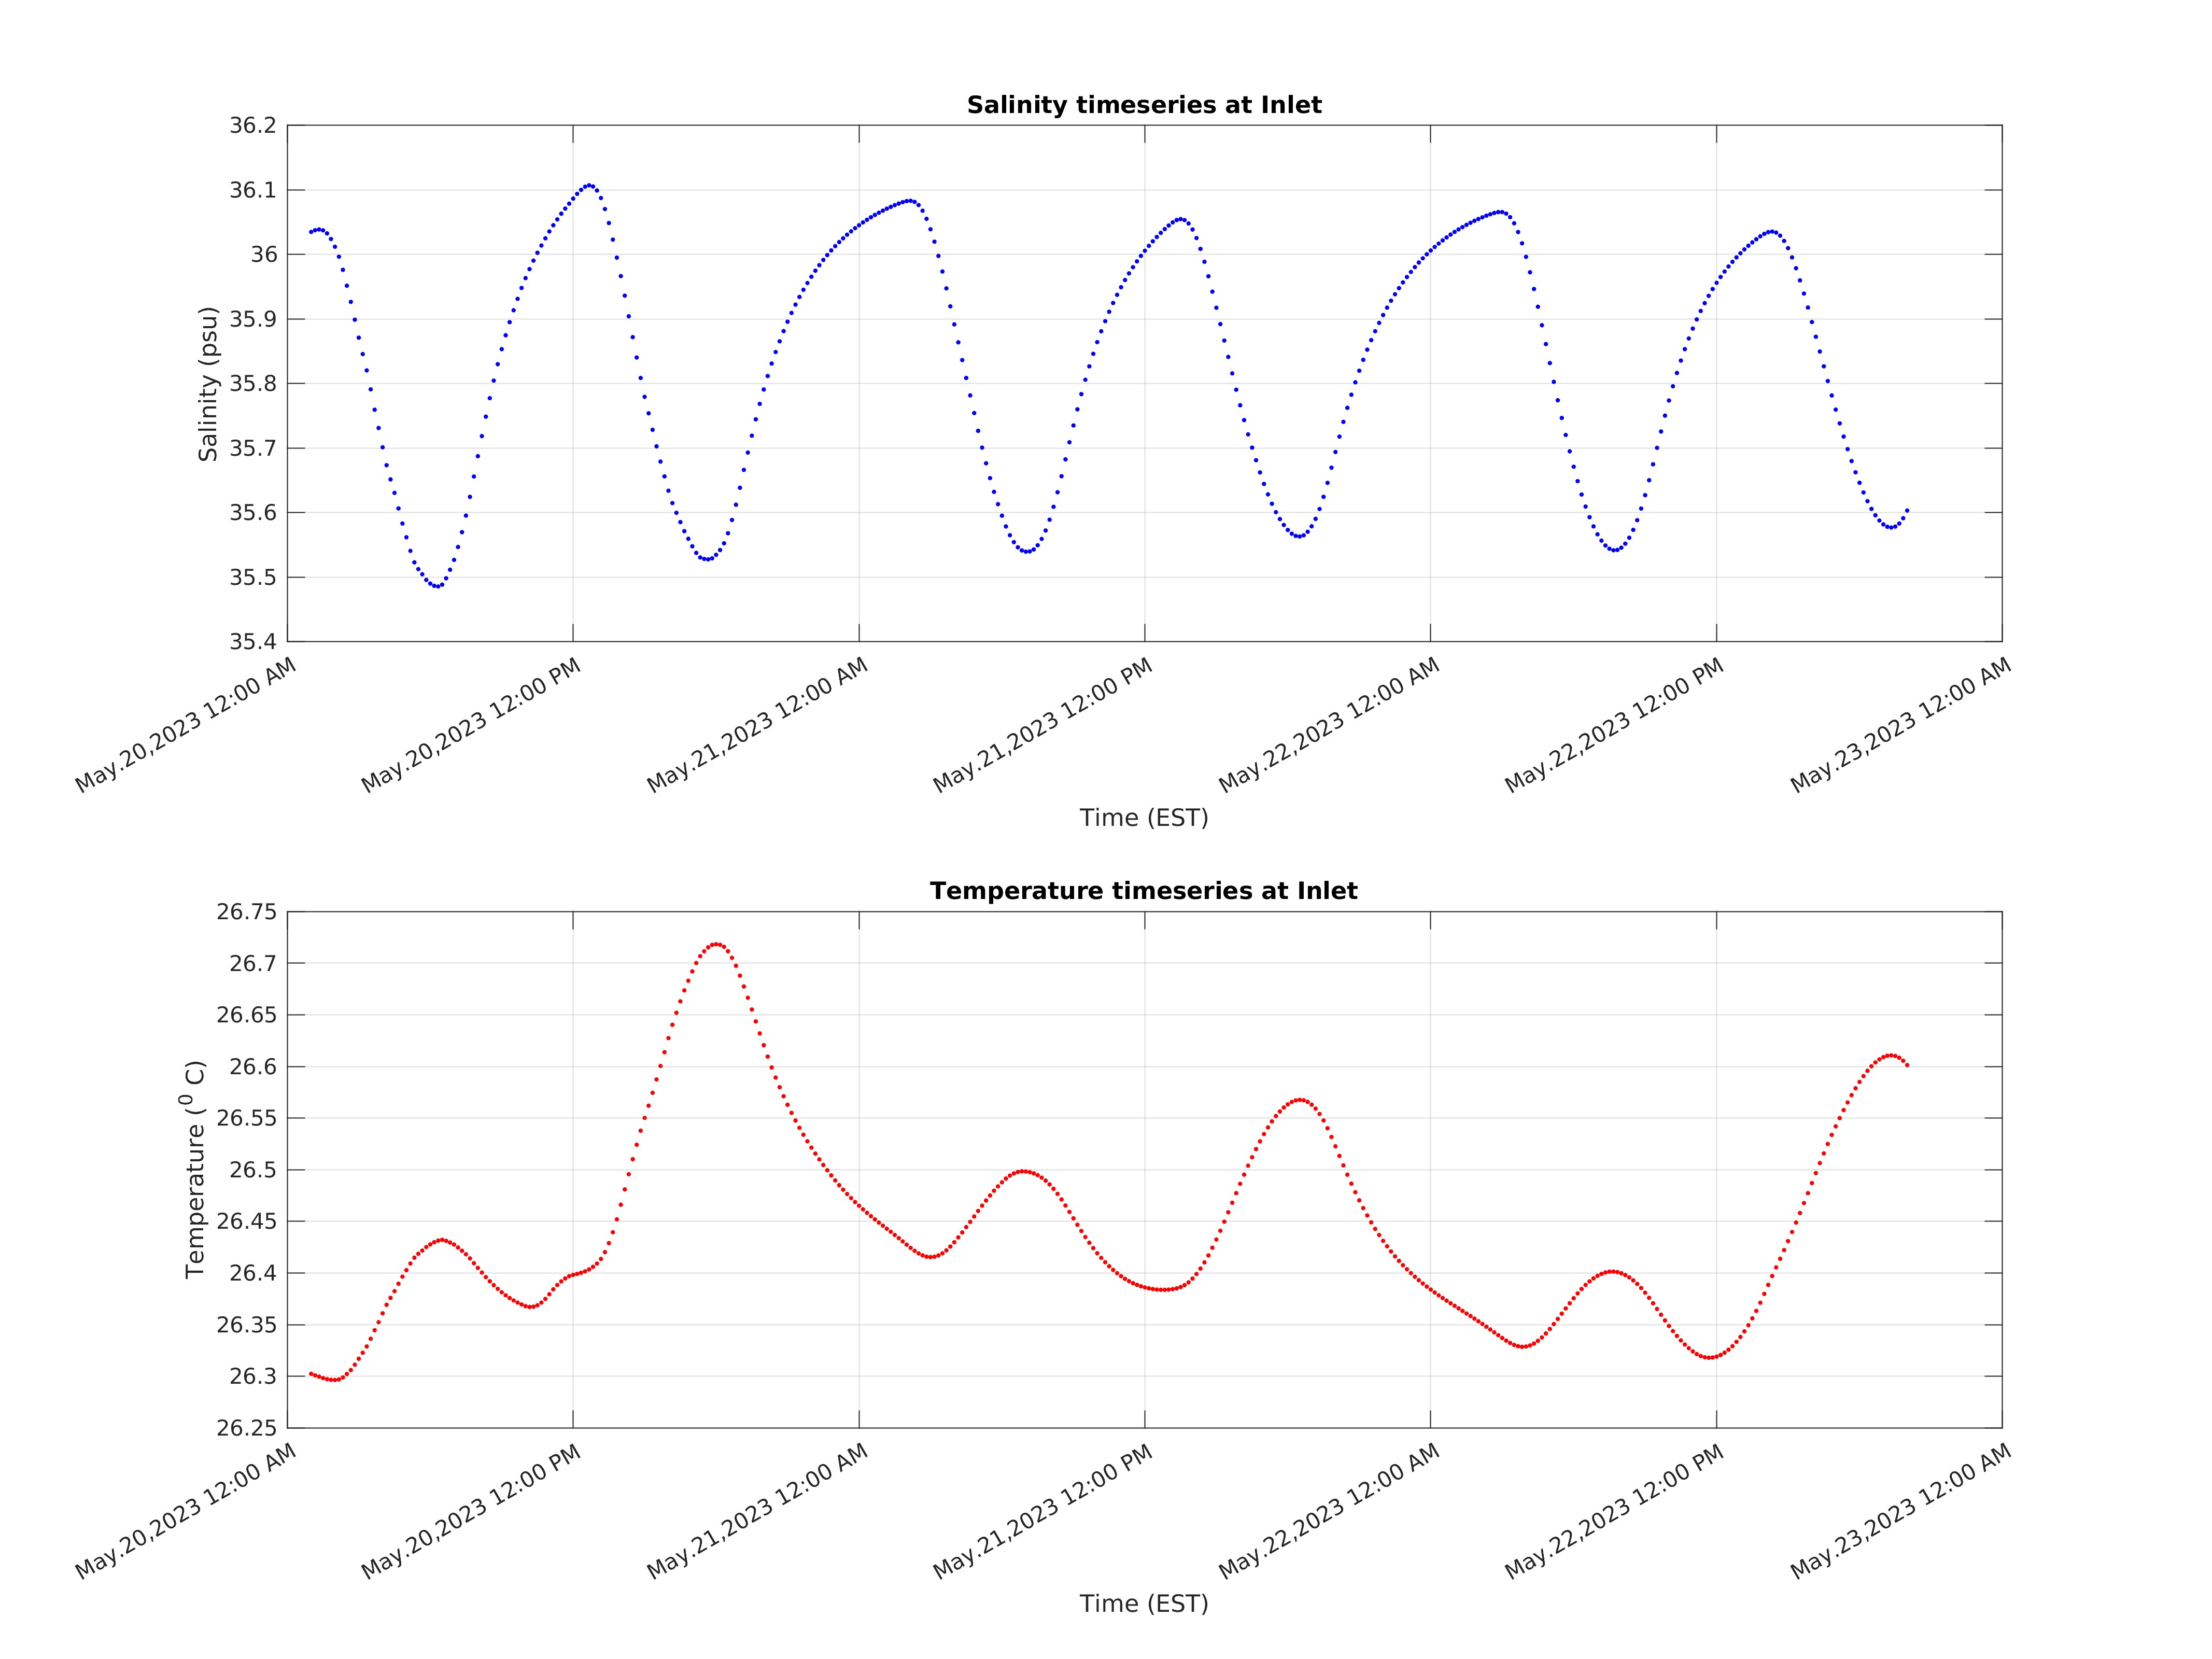 Salinity timeseries at Inlet
36.2
36.1
36
35.9
35.8
35.7
35.6
35.5
35.4
Salinity (psu)
May.20,2023 12:00 AM
May.20,2023 12:00 PM
May.21,2023 12:00 AM
May.21,2023 12:00 PM
May.22,2023 12:00 AM
May.22,2023 12:00 PM
May.23,2023 12:00 AM
Time (EST)
Temperature timeseries at Inlet
26.75
26.7
26.65
26.6
26.55
26.5
26.45
26.4
26.35
26.3
26.25
Temperature (⁰ C)
May.20,2023 12:00 AM
May.20,2023 12:00 PM
May.21,2023 12:00 AM
May.21,2023 12:00 PM
May.22,2023 12:00 AM
May.22,2023 12:00 PM
May.23,2023 12:00 AM
Time (EST)